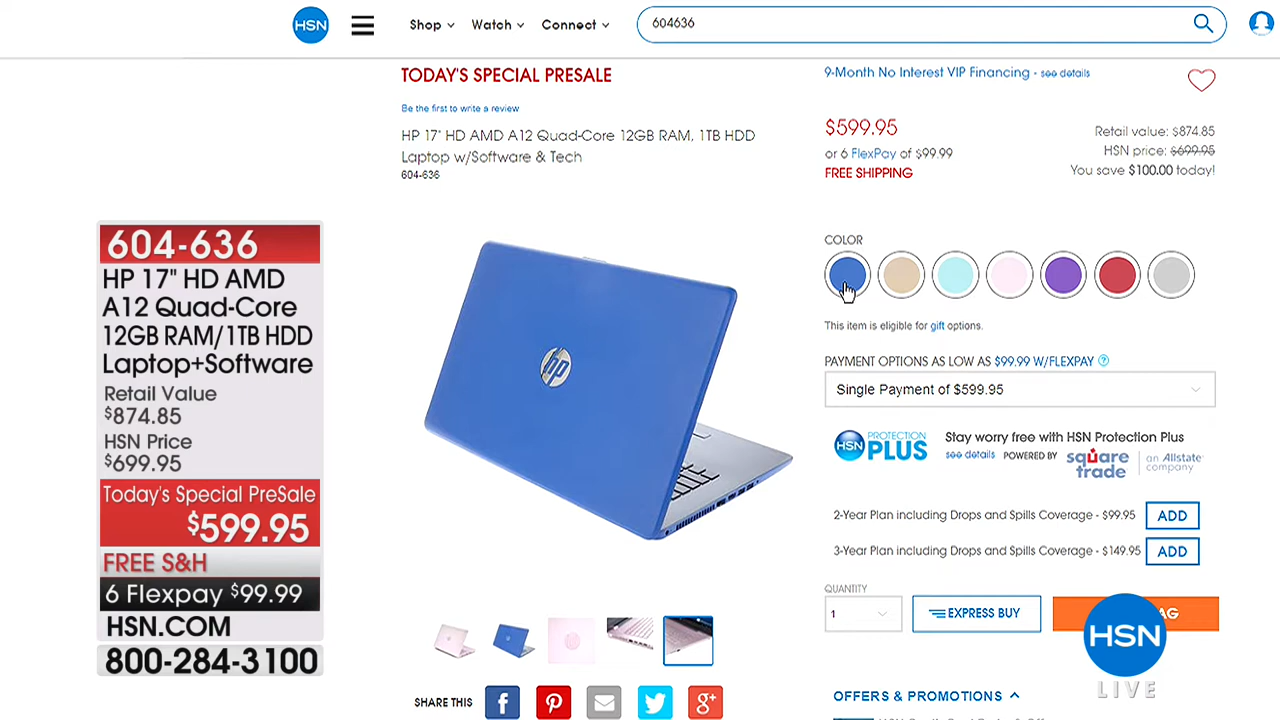 HSN
Shop
Watch
Connect
604636
TODAY'S SPECIAL PRESALE
Be the first to write a review
HP 17" HD AMD A12 Quad-Core 12GB RAM, 1TB HDD
Laptop w/Software & Tech
604-636
9-Month No Interest VIP Financing - see details
$599.95
or 6 FlexPay of $99.99
FREE SHIPPING
Retail value: $874.85
HSN price: $699.95
You save $100.00 today!
604-636
HP 17" HD AMD
A12 Quad-Core
12GB RAM/1TB HDD
Laptop+Software
Retail Value
$874.85
HSN Price
$699.95
Today's Special PreSale
$599.95
FREE S&H
6 Flexpay $99.99
HSN.COM
800-284-3100
hp
COLOR
This item is eligible for gift options.
PAYMENT OPTIONS AS LOW AS $99.99 W/FLEXPAY ?
Single Payment of $599.95
HSN PROTECTION PLUS
Stay worry free with HSN Protection Plus
see details POWERED BY square trade | an Allstate company
2-Year Plan including Drops and Spills Coverage - $99.95 ADD
3-Year Plan including Drops and Spills Coverage - $149.95 ADD
QUANTITY
1
EXPRESS BUY
AG
HSN
LIVE
SHARE THIS
f
g+
OFFERS & PROMOTIONS